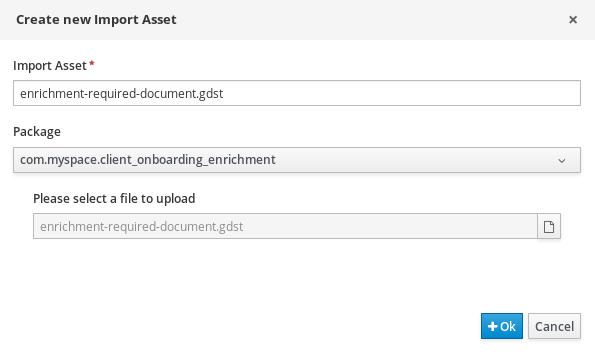 Create new Import Asset
×
Import Asset*
enrichment-required-document.gdst
Package
com.myspace.client_onboarding_enrichment
Please select a file to upload
enrichment-required-document.gdst
+ Ok
Cancel